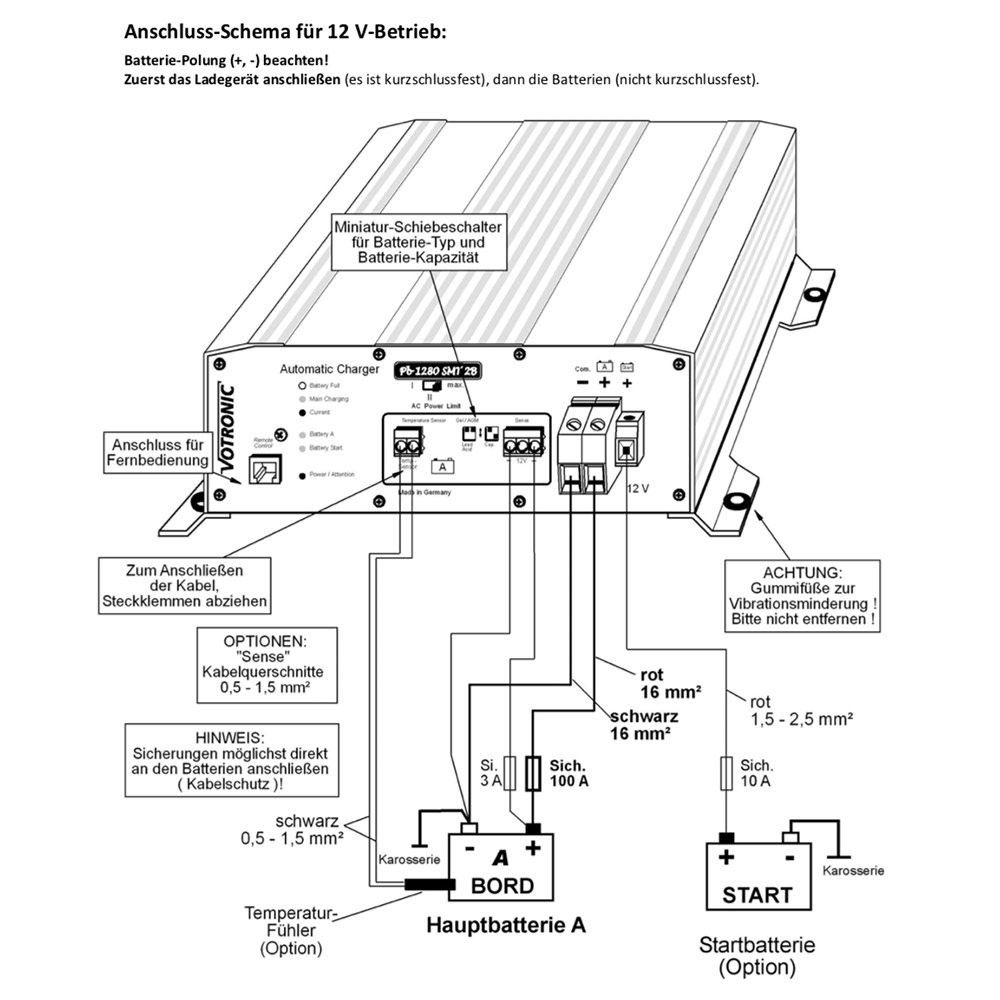 Anschluss-Schema für 12 V-Betrieb:
Batterie-Polung (+, -) beachten!
Zuerst das Ladegerät anschließen (es ist kurzschlussfest), dann die Batterien (nicht kurzschlussfest).
Miniatur-Schiebeschalter
für Batterie-Typ und
Batterie-Kapazität
Automatic Charger
Pb-1280 SMT 2B
I
max.
II
AC Power Limit
Com.
A
Start
- + +
VOTRONIC
Battery Full
Main Charging
Current
Battery A
Battery Start
Power / Attention
Remote
Control
Temperature Sensor
Gel / AGM
Sense
Lead
Acid
Cap.
Temp.-
Sensor
A
- 12V +
Made in Germany
12 V
Anschluss für
Fernbedienung
Zum Anschließen
der Kabel,
Steckklemmen abziehen
ACHTUNG:
Gummifüße zur
Vibrationsminderung !
Bitte nicht entfernen !
OPTIONEN:
"Sense"
Kabelquerschnitte
0,5 - 1,5 mm²
rot
16 mm²
schwarz
16 mm²
rot
1,5 - 2,5 mm²
HINWEIS:
Sicherungen möglichst direkt
an den Batterien anschließen
( Kabelschutz )!
Si.
3 A
Sich.
100 A
Sich.
10 A
schwarz
0,5 - 1,5 mm²
Karosserie
- A +
BORD
+ -
START
Karosserie
Temperatur-
Fühler
(Option)
Hauptbatterie A
Startbatterie
(Option)